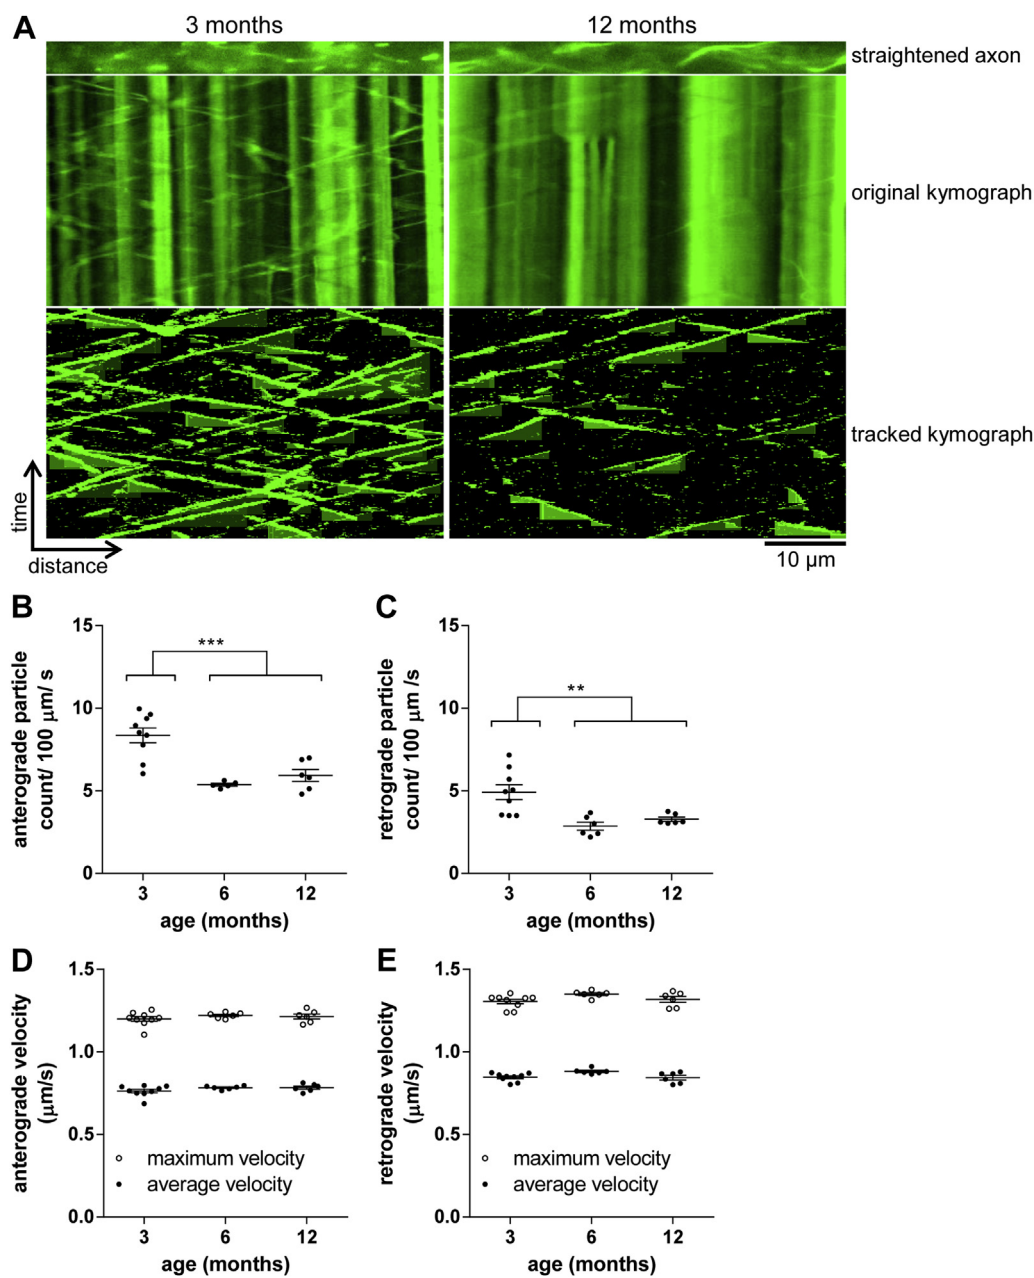 A
3 months
12 months
straightened axon
original kymograph
tracked kymograph
time
distance
10 μm
B
anterograde particle
count/ 100 μm/ s
15
10
5
0
***
3
6
12
age (months)
C
retrograde particle
count/ 100 μm /s
15
10
5
0
**
3
6
12
age (months)
D
anterograde velocity
(μm/s)
1.5
1.0
0.5
0.0
maximum velocity
average velocity
3
6
12
age (months)
E
retrograde velocity
(μm/s)
1.5
1.0
0.5
0.0
maximum velocity
average velocity
3
6
12
age (months)